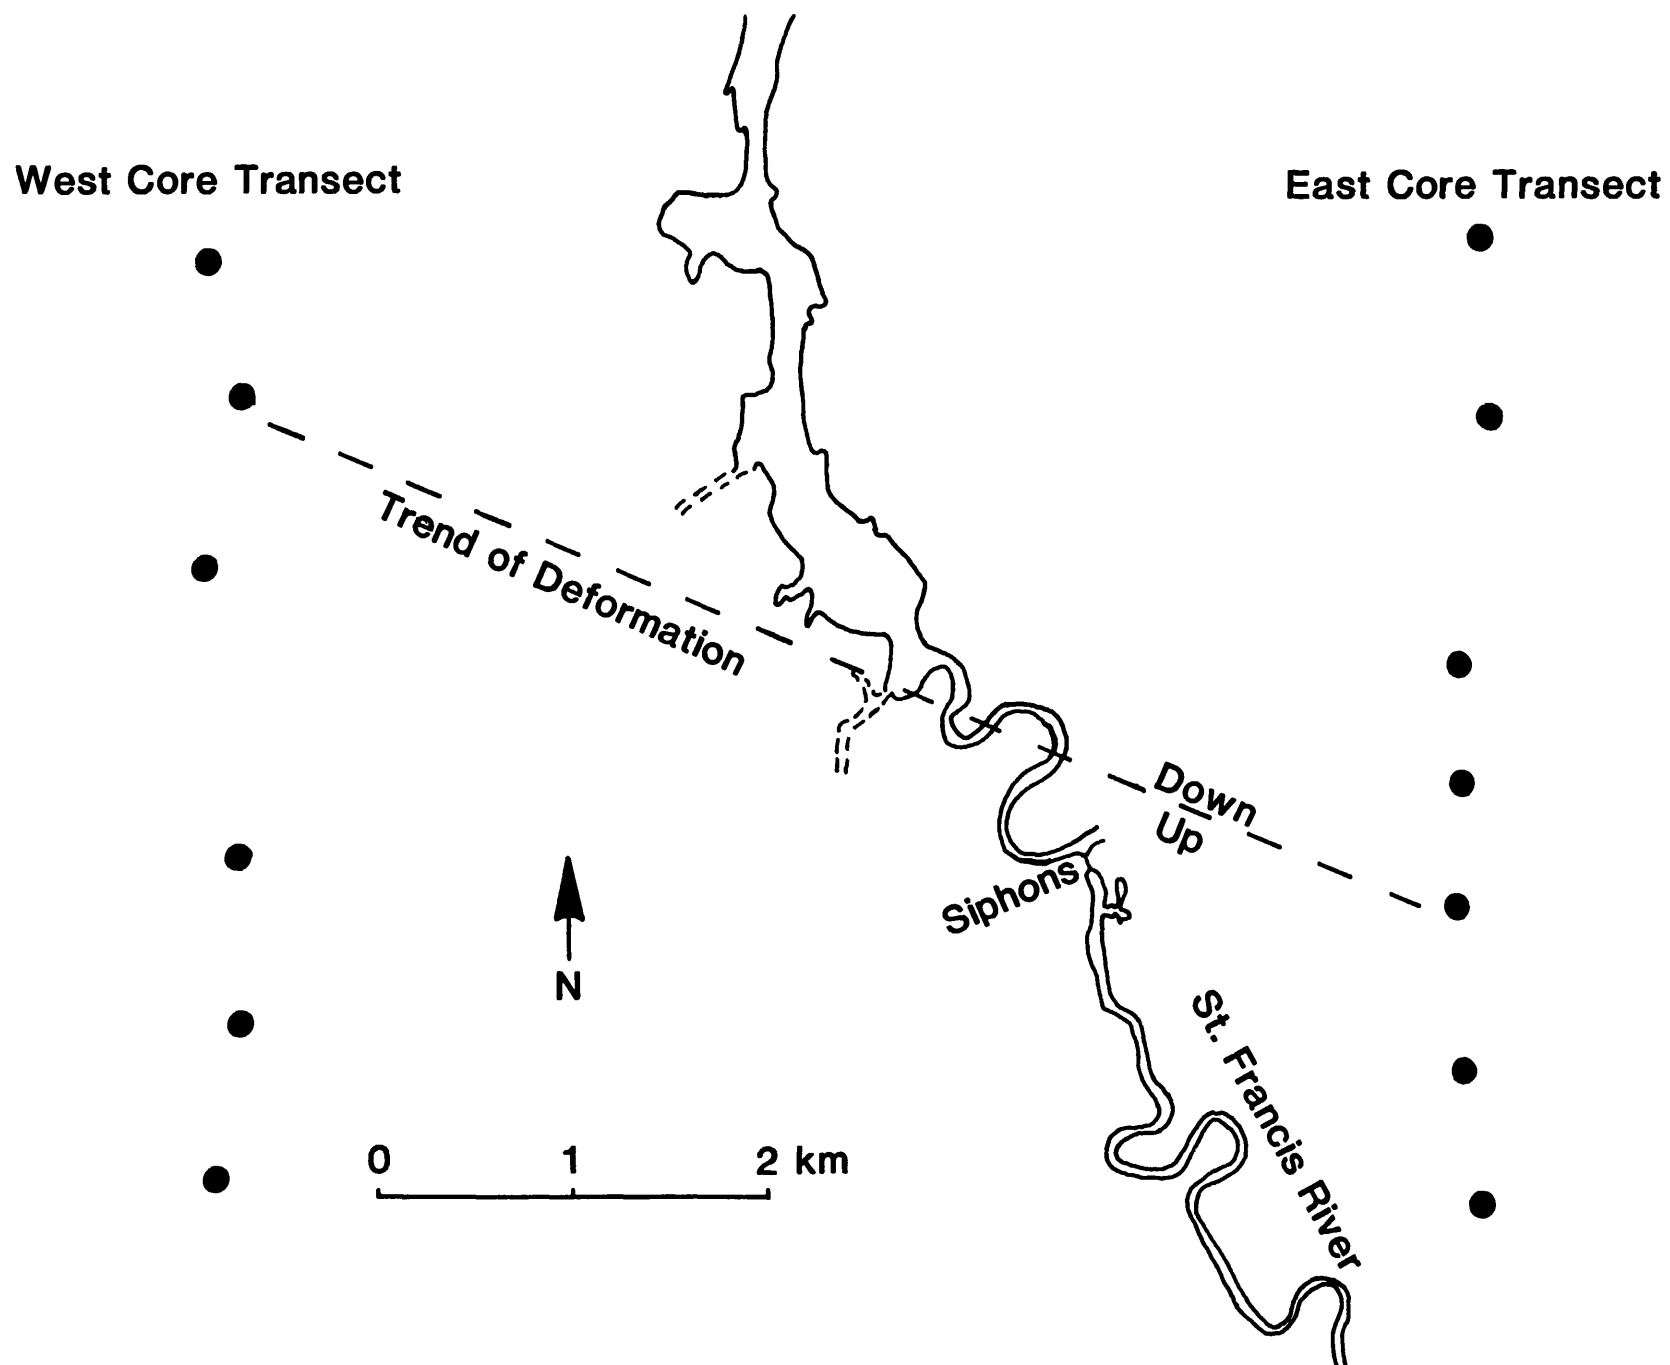 West Core Transect
East Core Transect
Trend of Deformation
Down
Up
Siphons
N
St. Francis River
0 1 2 km